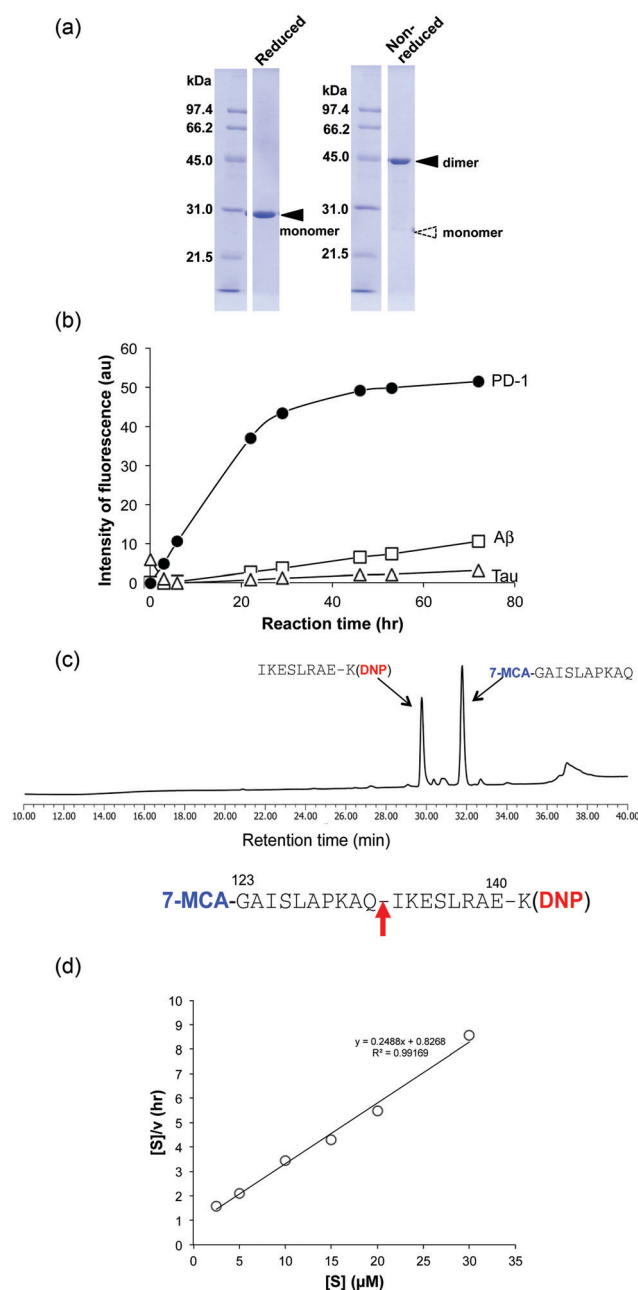 (a)
Reduced
Non-
reduced
kDa
97.4
66.2
45.0
31.0
21.5
monomer
kDa
97.4
66.2
45.0
31.0
21.5
dimer
monomer
(b)
Intensity of fluorescence (au)
60
50
40
30
20
10
0
0
20
40
60
80
PD-1
Aβ
Tau
Reaction time (hr)
(c)
IKESLRAE-K(DNP)
7-MCA-GAISLAPKAQ
10.00 12.00 14.00 16.00 18.00 20.00 22.00 24.00 26.00 28.00 30.00 32.00 34.00 36.00 38.00 40.00
Retention time (min)
123 140
7-MCA-GAISLAPKAQ-IKESLRAE-K(DNP)
(d)
[S]/v (hr)
10
9
8
7
6
5
4
3
2
1
0
y = 0.2488x + 0.8268
R² = 0.99169
0 5 10 15 20 25 30 35
[S] (µM)